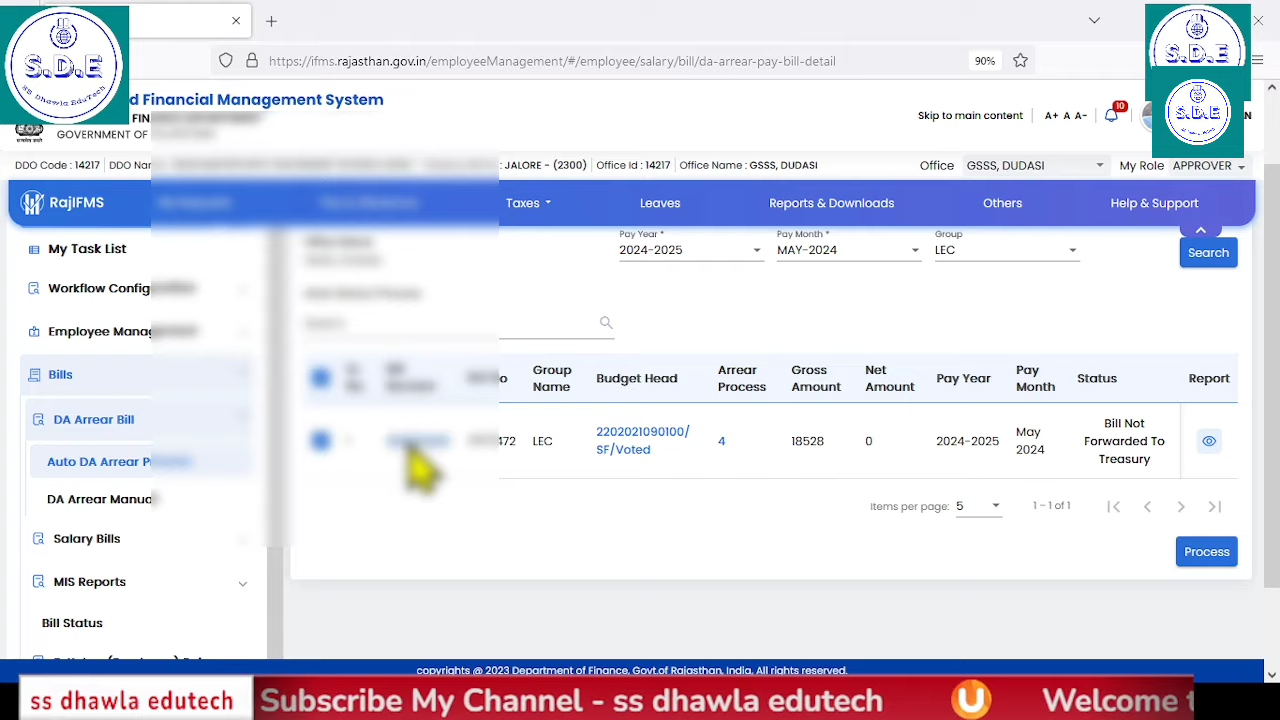 S.D.E
SS Dhawla EduTech
https://ifms.rajasthan.gov.in/employeeManagement/#/employee/salary/bill/da-arrear-pay-bill-detail
90%
S.D.E
S.D.E
d Financial Management System
GOVERNMENT OF
Skip to main content
A+ A A-
10
N
DDO Code : 14217
DDO Nam
JALORE - (2300)
Office Id : 14217
Office Name : GSSS, DUDASI
Office
GSSS, DUDASI
My Role
APPROVER
RajIFMS
Taxes
Leaves
Reports & Downloads
Others
Help & Support
My Task List
Workflow Config
Employee Manag
Bills
DA Arrear Bill
Auto DA Arrear P
DA Arrear Manua
Salary Bills
MIS Reports
Bill Status
Pay Year *
2024-2025
Pay Month *
MAY-2024
Group
LEC
Search
o
Group Name
Budget Head
Arrear Process
Gross Amount
Net Amount
Pay Year
Pay Month
Status
Report
472
LEC
2202021090100/
SF/Voted
4
18528
0
2024-2025
May 2024
Bill Not
Forwarded To
Treasury
Items per page:
5
1 – 1 of 1
Process
copyrights @ 2023 Department of Finance, Govt.of Rajasthan, India, All rights reserved.
ss dhawla edutech
Subscribe My Channel - ss dhawla edutech
U
Welcome t